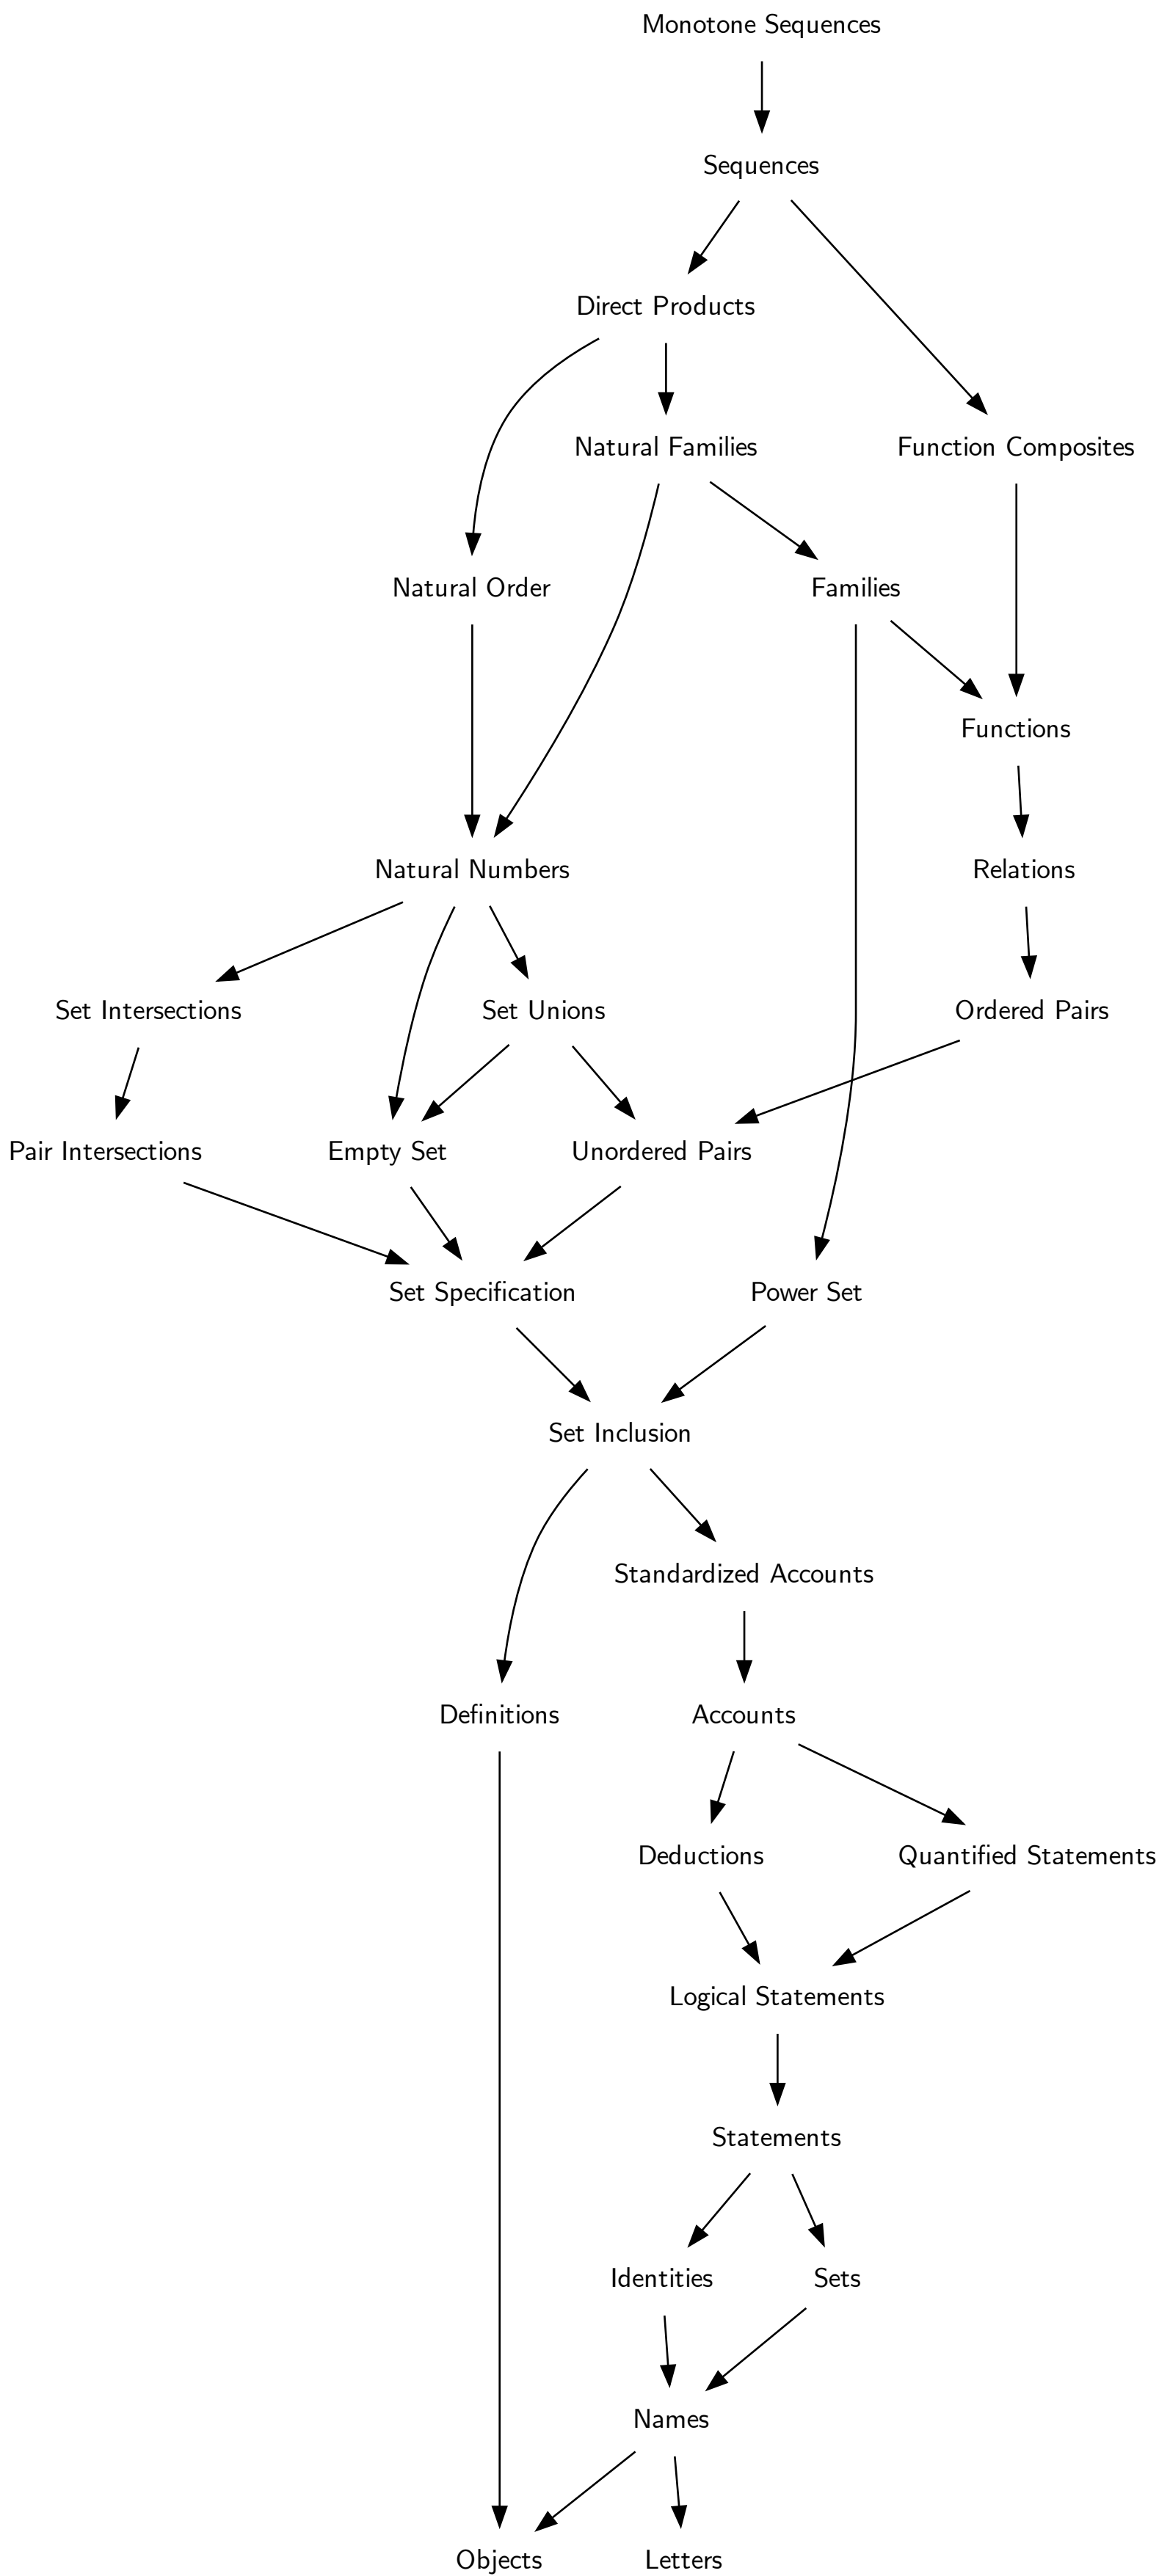 Monotone Sequences
Sequences
Direct Products
Natural Families
Function Composites
Natural Order
Families
Functions
Natural Numbers
Relations
Set Intersections
Set Unions
Ordered Pairs
Pair Intersections
Empty Set
Unordered Pairs
Set Specification
Power Set
Set Inclusion
Standardized Accounts
Definitions
Accounts
Deductions
Quantified Statements
Logical Statements
Statements
Identities
Sets
Names
Objects
Letters